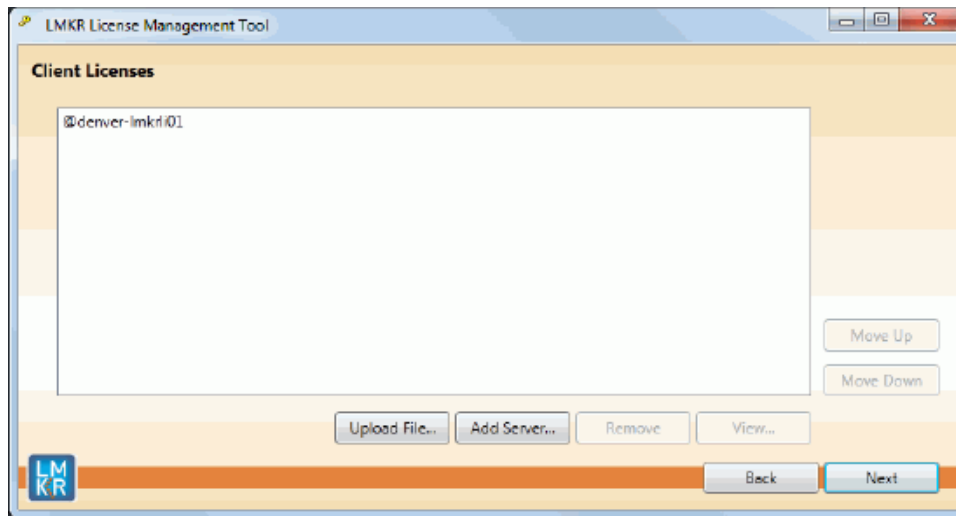 LMKR License Management Tool
Client Licenses
@denver-lmkrli01
Move Up
Move Down
Upload File...
Add Server...
Remove
View...
LM
KR
Back
Next